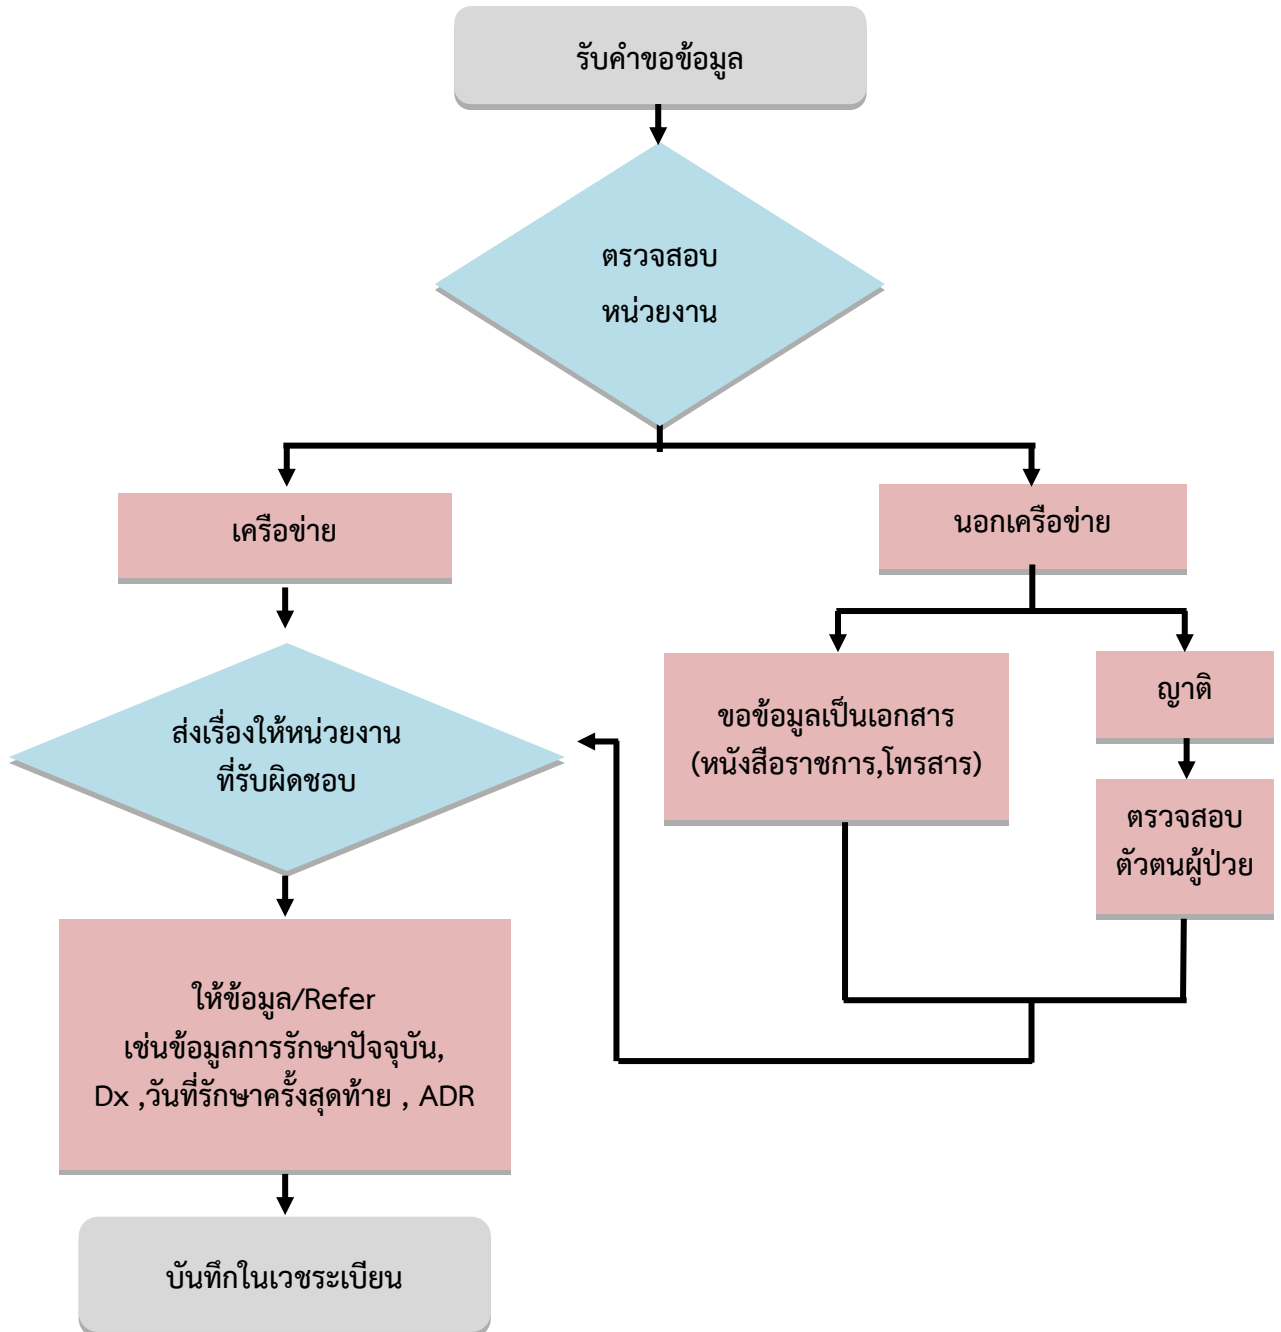 รับคำขอข้อมูล
ตรวจสอบ
หน่วยงาน
เครือข่าย
นอกเครือข่าย
ส่งเรื่องให้หน่วยงาน
ที่รับผิดชอบ
ขอข้อมูลเป็นเอกสาร
(หนังสือราชการ,โทรสาร)
ญาติ
ตรวจสอบ
ตัวตนผู้ป่วย
ให้ข้อมูล/Refer
เช่นข้อมูลการรักษาปัจจุบัน,
Dx ,วันที่รักษาครั้งสุดท้าย , ADR
บันทึกในเวชระเบียน